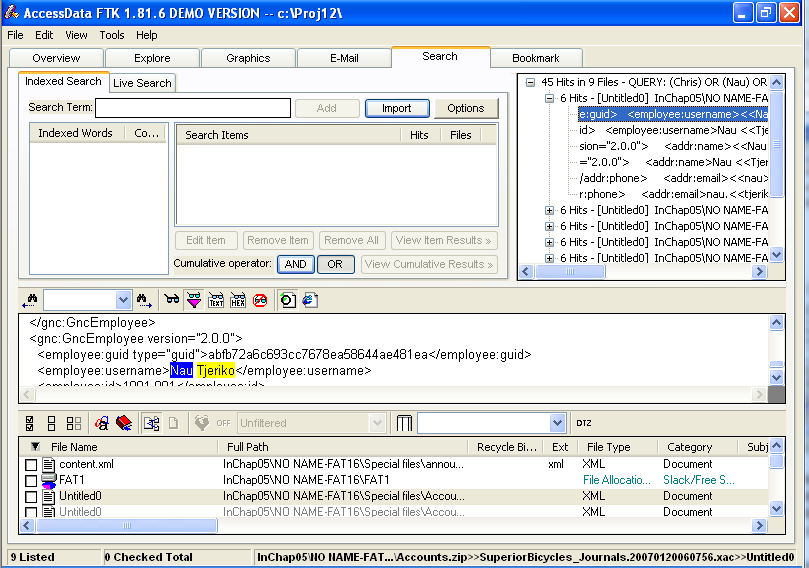 AccessData FTK 1.81.6 DEMO VERSION -- c:\Proj12\
File Edit View Tools Help
Overview Explore Graphics E-Mail Search Bookmark
Indexed Search Live Search
Search Term: Add Import Options
Indexed Words Co...
Search Items Hits Files
Edit Item Remove Item Remove All View Item Results »
Cumulative operator: AND OR View Cumulative Results »
45 Hits in 9 Files - QUERY: (Chris) OR (Nau) OR
6 Hits - [Untitled0] InChap05\NO NAME-FA
e:guid> <employee:username><<Na
id> <employee:username>Nau <<Tje
sion="2.0.0"> <addr:name><<Nau
="2.0.0"> <addr:name>Nau <<Tjer
/addr:phone> <addr:email><<nau>
r:phone> <addr:email>nau.<<tjerik
6 Hits - [Untitled0] InChap05\NO NAME-FA
6 Hits - [Untitled0] InChap05\NO NAME-FA
6 Hits - [Untitled0] InChap05\NO NAME-FA
6 Hits - [Untitled0] InChap05\NO NAME-FA
TEXT HEX
</gnc:GncEmployee>
<gnc:GncEmployee version="2.0.0">
<employee:guid type="guid">abfb72a6c693cc7678ea58644ae481ea</employee:guid>
<employee:username>Nau Tjeriko</employee:username>
<employee:id>1001.001</employee:id>
OFF Unfiltered DTZ
File Name Full Path Recycle Bi... Ext File Type Category Subj
content.xml InChap05\NO NAME-FAT16\Special files\annou... xml XML Document
FAT1 InChap05\NO NAME-FAT16\FAT1 File Allocatio... Slack/Free S...
Untitled0 InChap05\NO NAME-FAT16\Special files\Accou... XML Document
Untitled0 InChap05\NO NAME-FAT16\Special files\Accou... XML Document
9 Listed 0 Checked Total InChap05\NO NAME-FAT...\Accounts.zip>>SuperiorBicycles_Journals.20070120060756.xac>>Untitled0